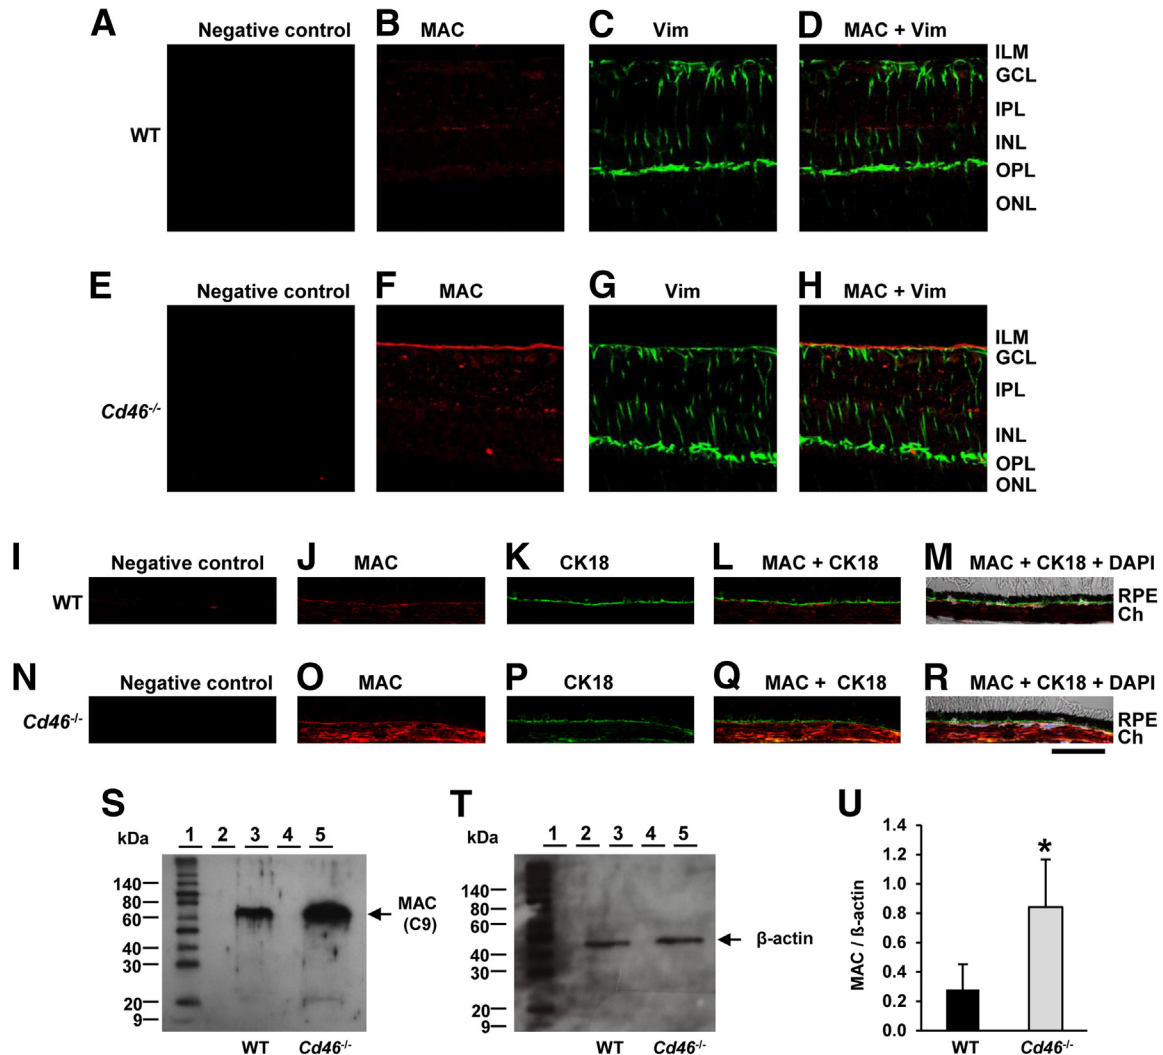 A Negative control B MAC C Vim D MAC + Vim
WT
ILM
GCL
IPL
INL
OPL
ONL
E Negative control F MAC G Vim H MAC + Vim
Cd46-/-
ILM
GCL
IPL
INL
OPL
ONL
I Negative control J MAC K CK18 L MAC + CK18 M MAC + CK18 + DAPI
WT
RPE
Ch
N Negative control O MAC P CK18 Q MAC + CK18 R MAC + CK18 + DAPI
Cd46-/-
RPE
Ch
S
kDa 1 2 3 4 5
140
80
60
40
30
20
9
MAC
(C9)
WT Cd46-/-
T
kDa 1 2 3 4 5
140
80
60
40
30
20
9
ß-actin
WT Cd46-/-
U
MAC / ß-actin
1.4
1.2
1.0
0.8
0.6
0.4
0.2
0.0
*
WT Cd46-/-